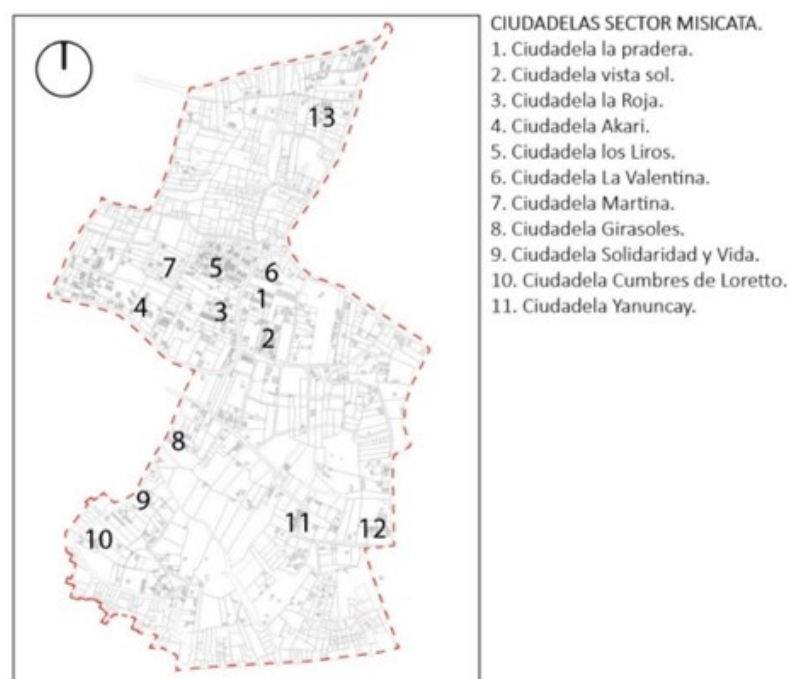 CIUDADELAS SECTOR MISICATA.
1. Ciudadela la pradera.
2. Ciudadela vista sol.
3. Ciudadela la Roja.
4. Ciudadela Akari.
5. Ciudadela los Liros.
6. Ciudadela La Valentina.
7. Ciudadela Martina.
8. Ciudadela Girasoles.
9. Ciudadela Solidaridad y Vida.
10. Ciudadela Cumbres de Loretto.
11. Ciudadela Yanuncay.
13
7
5
6
4
3
1
2
8
9
10
11
12